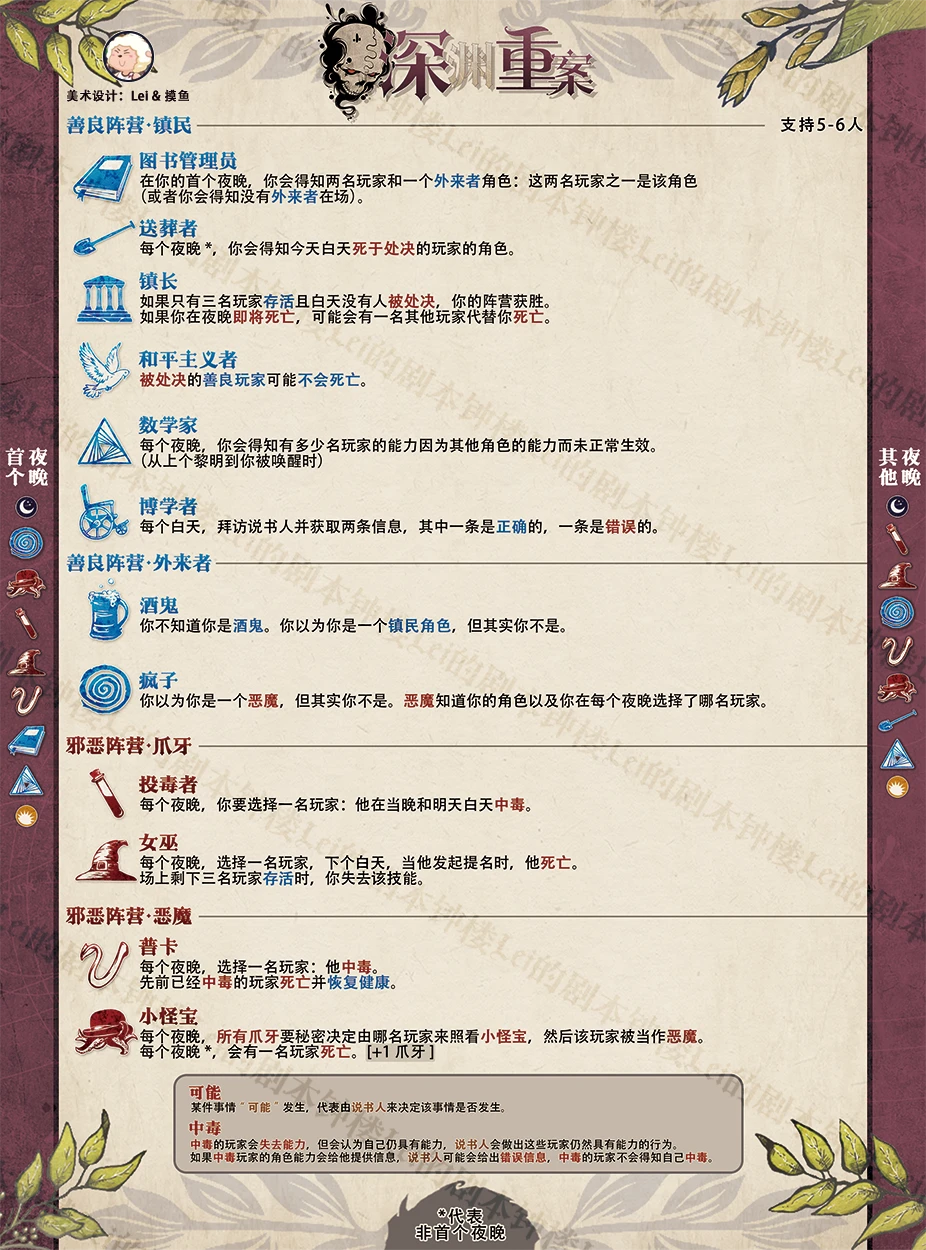 深渊重案
美术设计：Lei & 摸鱼
善良阵营·镇民
支持5-6人
图书管理员
在你的首个夜晚，你会得知两名玩家和一个外来者角色：这两名玩家之一是该角色
（或者你会得知没有外来者在场）。
送葬者
每个夜晚*，你会得知今天白天死于处决的玩家的角色。
镇长
如果只有三名玩家存活且白天没有人被处决，你的阵营获胜。
如果你在夜晚即将死亡，可能会有一名其他玩家代替你死亡。
和平主义者
被处决的善良玩家可能不会死亡。
数学家
每个夜晚，你会得知有多少名玩家的能力因为其他角色的能力而未正常生效。
（从上个黎明到你被唤醒时）
博学者
每个白天，拜访说书人并获取两条信息，其中一条是正确的，一条是错误的。
善良阵营·外来者
酒鬼
你不知道你是酒鬼。你以为你是一个镇民角色，但其实你不是。
疯子
你以为你是一个恶魔，但其实你不是。恶魔知道你的角色以及你在每个夜晚选择了哪名玩家。
邪恶阵营·爪牙
投毒者
每个夜晚，你要选择一名玩家：他在当晚和明天白天中毒。
女巫
每个夜晚，选择一名玩家，下个白天，当他发起提名时，他死亡。
场上剩下三名玩家存活时，你失去该技能。
邪恶阵营·恶魔
普卡
每个夜晚，选择一名玩家：他中毒。
先前已经中毒的玩家死亡并恢复健康。
小怪宝
每个夜晚，所有爪牙要秘密决定由哪名玩家来照看小怪宝，然后该玩家被当作恶魔。
每个夜晚*，会有一名玩家死亡。[+1 爪牙]
可能
某件事情“可能”发生，代表由说书人来决定该事情是否发生。
中毒
中毒的玩家会失去能力，但会认为自己仍具有能力，说书人会做出这些玩家仍然具有能力的行为。
如果中毒玩家的角色能力会给他提供信息，说书人可能会给出错误信息，中毒的玩家不会得知自己中毒。
*代表
非首个夜晚
首个夜晚
其他夜晚
钟楼Lei的剧本